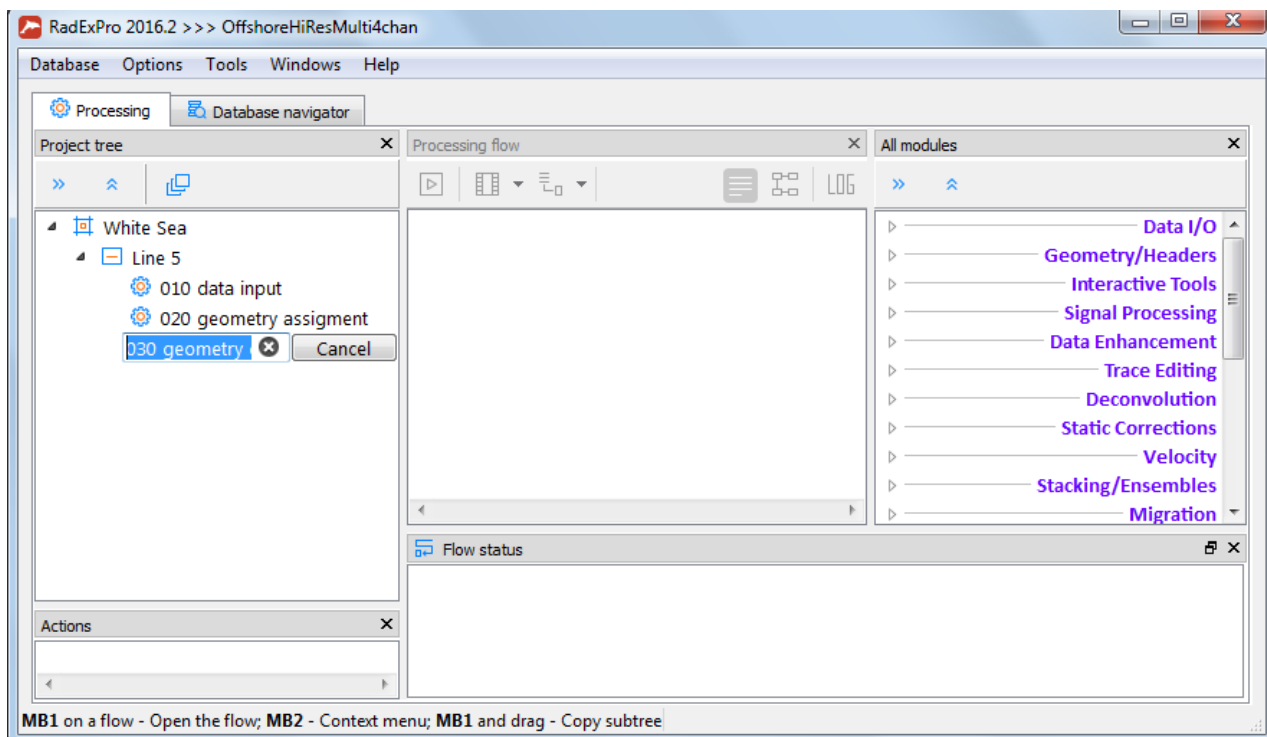 RadExPro 2016.2 >>> OffshoreHiResMulti4chan
Database Options Tools Windows Help
Processing Database navigator
Project tree
White Sea
Line 5
010 data input
020 geometry assigment
030 geometry
Cancel
Actions
Processing flow
LOG
Flow status
All modules
Data I/O
Geometry/Headers
Interactive Tools
Signal Processing
Data Enhancement
Trace Editing
Deconvolution
Static Corrections
Velocity
Stacking/Ensembles
Migration
MB1 on a flow - Open the flow; MB2 - Context menu; MB1 and drag - Copy subtree